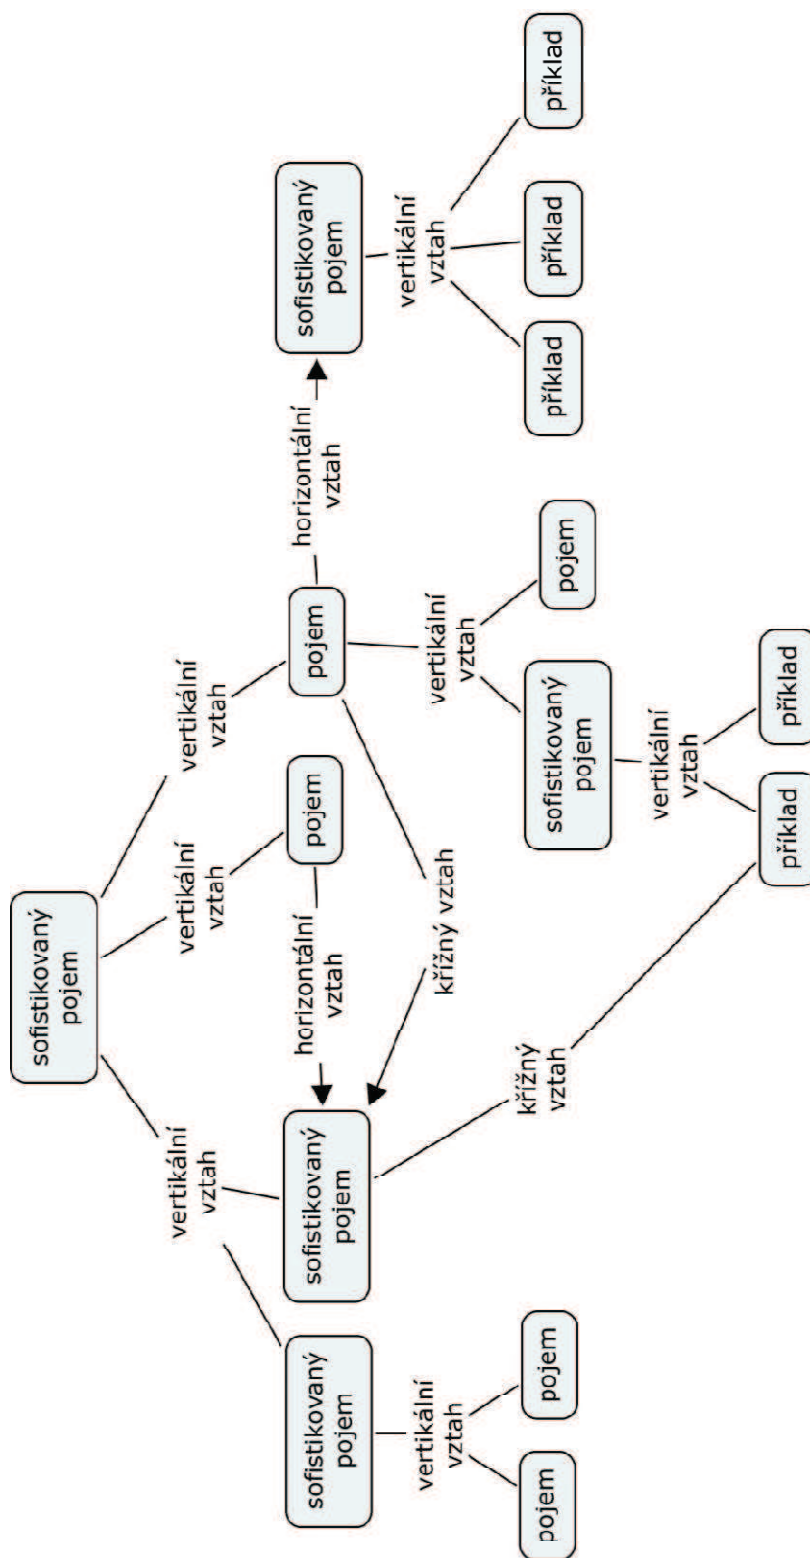 sofistikovaný
pojem
vertikální
vztah
vertikální
vztah
vertikální
vztah
sofistikovaný
pojem
sofistikovaný
pojem
horizontální
vztah
pojem
pojem
horizontální
vztah
sofistikovaný
pojem
křížný vztah
vertikální
vztah
vertikální
vztah
vertikální
vztah
pojem
pojem
křížný
vztah
sofistikovaný
pojem
pojem
příklad
příklad
příklad
vertikální
vztah
příklad
příklad